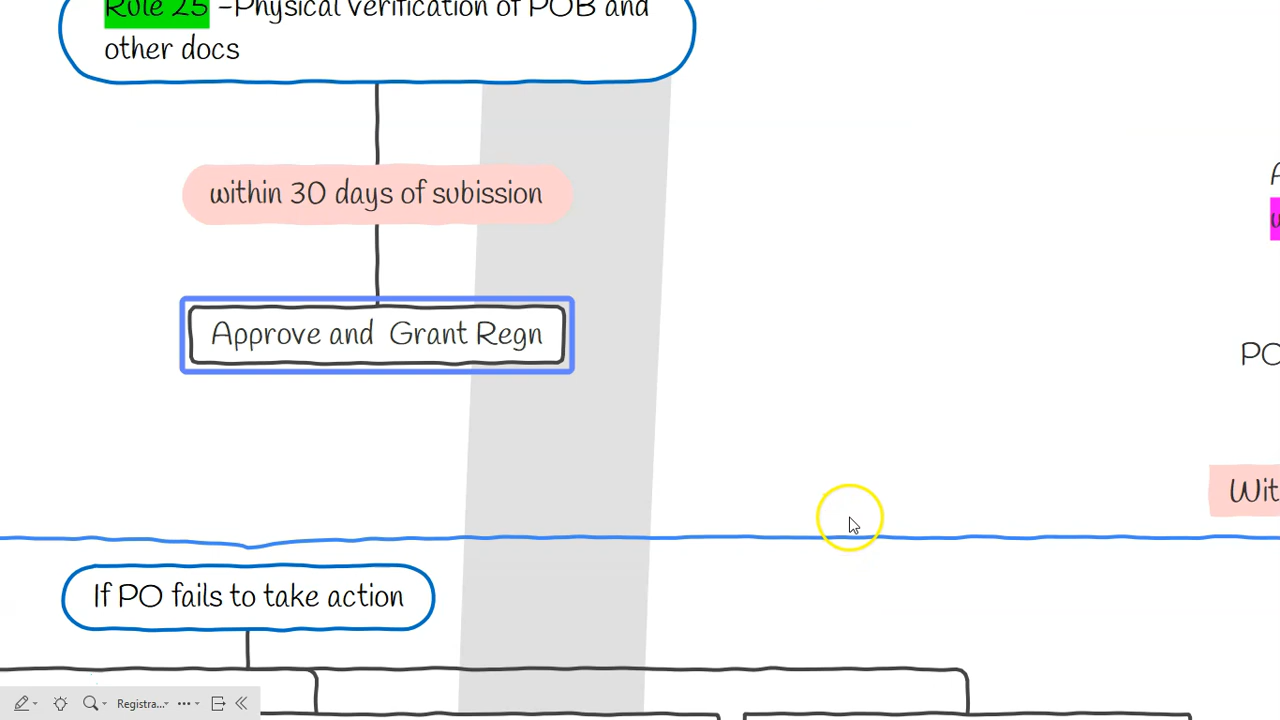 Rule 25 -Physical verification of POB and
other docs
within 30 days of subission
Approve and Grant Regn
PO
Wit
If PO fails to take action
Registra...